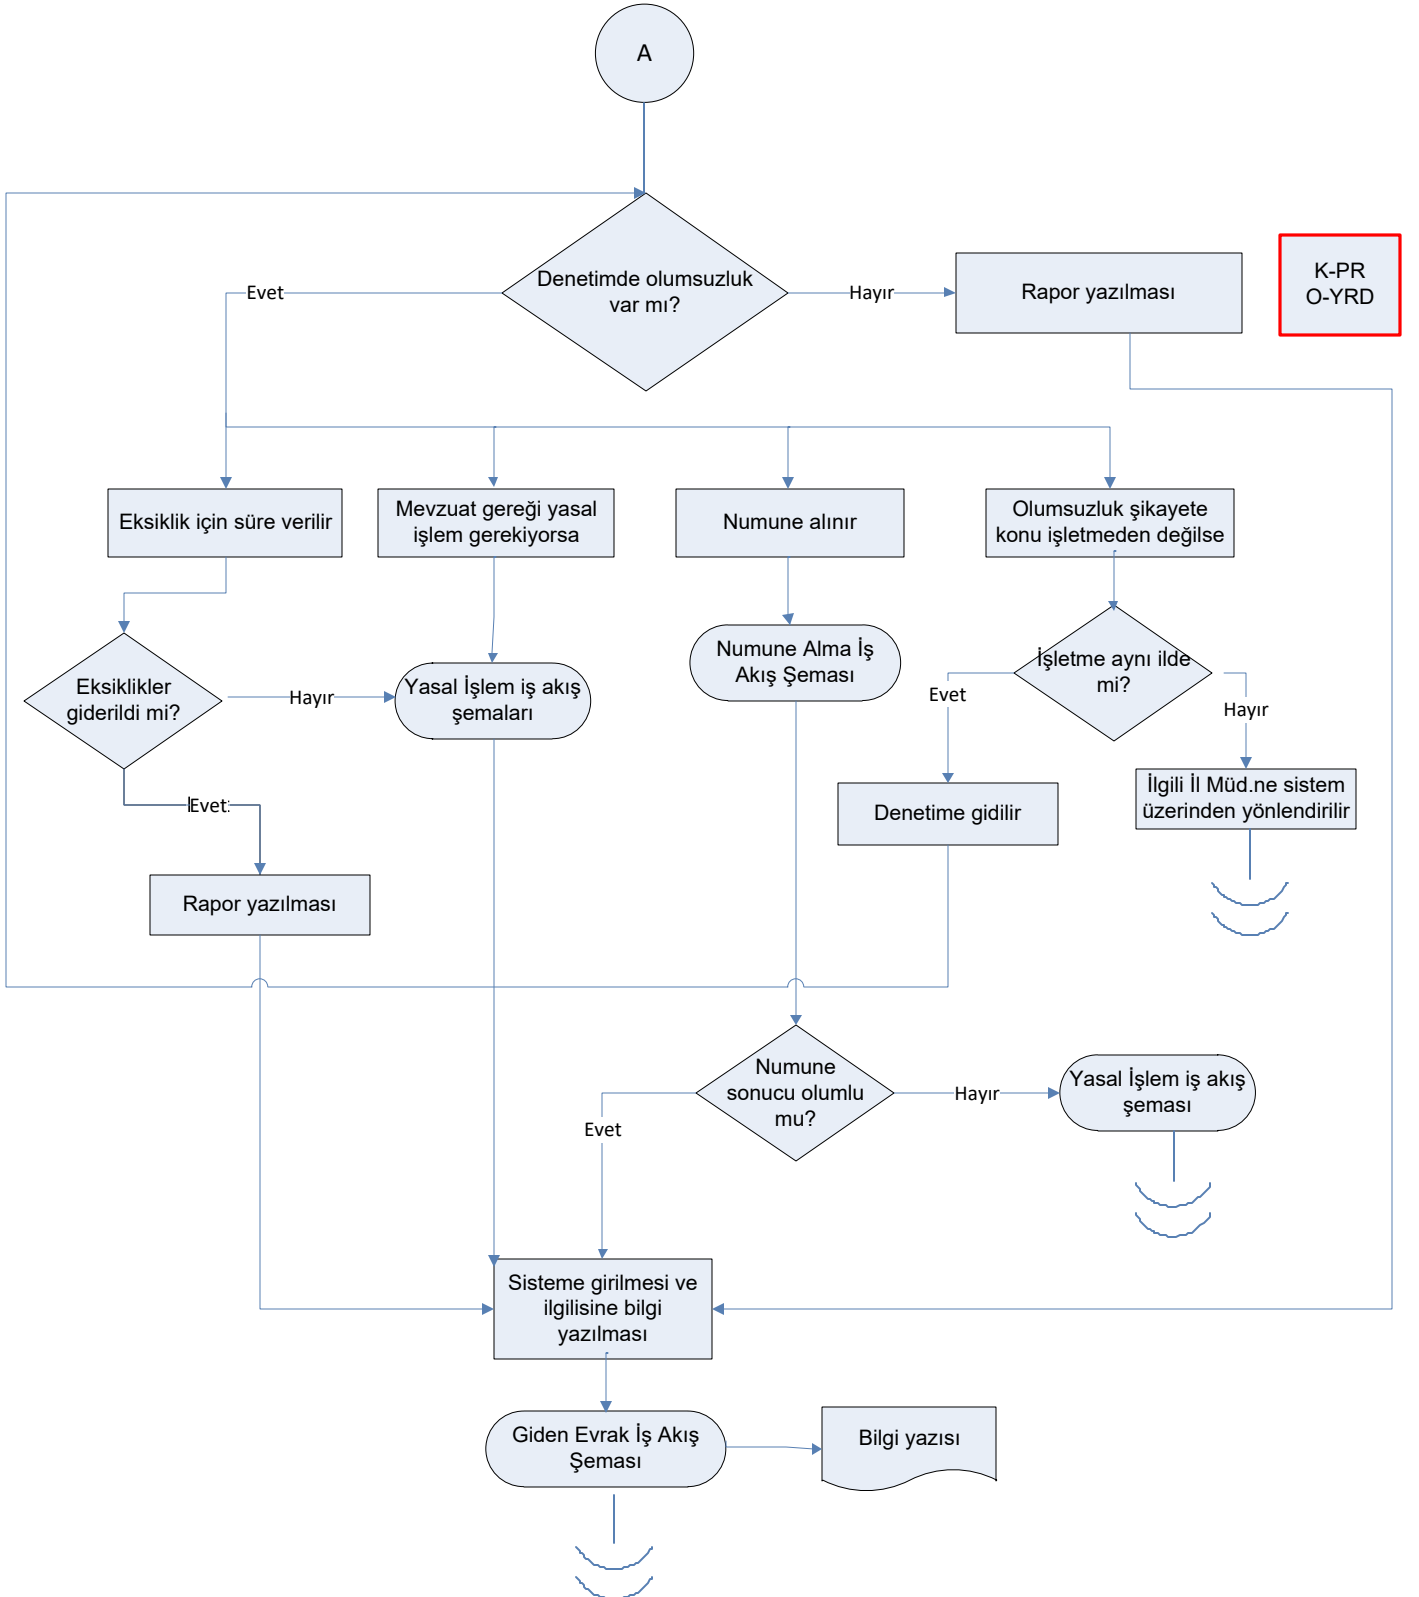 A
Denetimde olumsuzluk
var mı?
Evet
Hayır
Rapor yazılması
K-PR
O-YRD
Eksiklik için süre verilir
Mevzuat gereği yasal
işlem gerekiyorsa
Numune alınır
Olumsuzluk şikayete
konu işletmeden değilse
Eksiklikler
giderildi mi?
Hayır
Yasal İşlem iş akış
şemaları
Numune Alma İş
Akış Şeması
İşletme aynı ilde
mi?
Evet
Hayır
Evet
Denetime gidilir
İlgili İl Müd.ne sistem
üzerinden yönlendirilir
Rapor yazılması
Numune
sonucu olumlu
mu?
Evet
Hayır
Yasal İşlem iş akış
şeması
Sisteme girilmesi ve
ilgilisine bilgi
yazılması
Giden Evrak İş Akış
Şeması
Bilgi yazısı